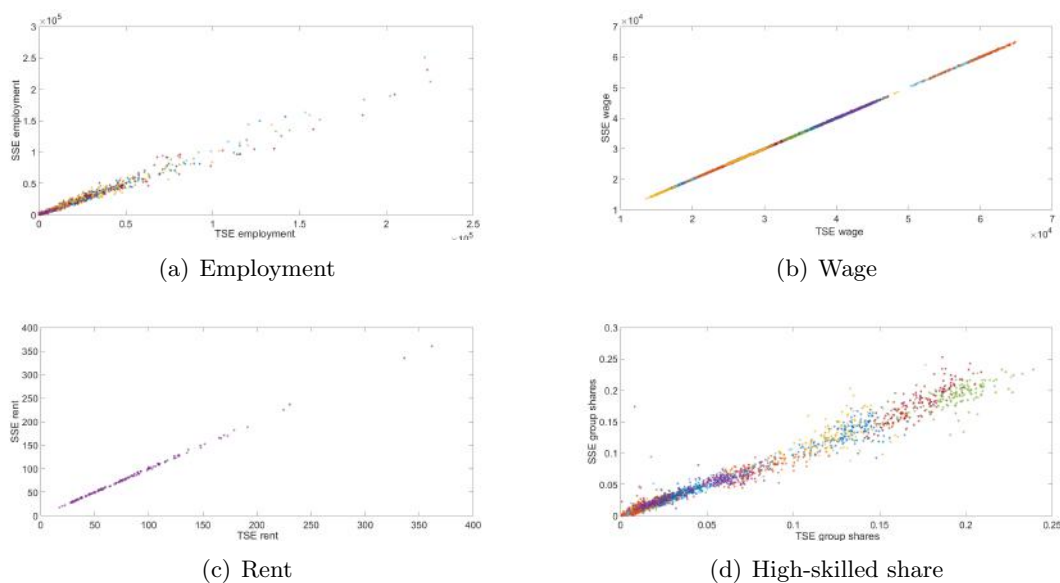 ×10⁵
3
2.5
2
1.5
1
0.5
0
SSE employment
0 0.5 1 1.5 2 2.5
TSE employment
×10⁵
(a) Employment
×10⁴
7
6
5
4
3
2
1
SSE wage
1 2 3 4 5 6 7
TSE wage
×10⁴
(b) Wage
400
350
300
250
200
150
100
50
0
SSE rent
0 50 100 150 200 250 300 350 400
TSE rent
(c) Rent
0.3
0.25
0.2
0.15
0.1
0.05
0
SSE group shares
0 0.05 0.1 0.15 0.2 0.25
TSE group shares
(d) High-skilled share